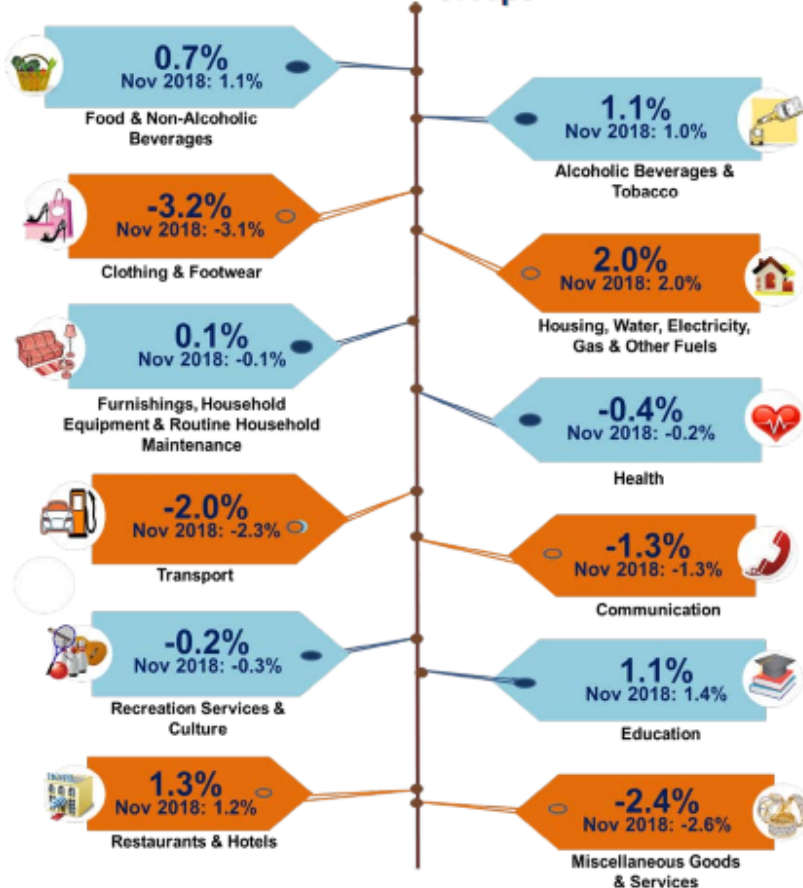 0.7%
Nov 2018: 1.1%
Food & Non-Alcoholic
Beverages
1.1%
Nov 2018: 1.0%
Alcoholic Beverages &
Tobacco
-3.2%
Nov 2018: -3.1%
Clothing & Footwear
2.0%
Nov 2018: 2.0%
Housing, Water, Electricity,
Gas & Other Fuels
0.1%
Nov 2018: -0.1%
Furnishings, Household
Equipment & Routine Household
Maintenance
-0.4%
Nov 2018: -0.2%
Health
-2.0%
Nov 2018: -2.3%
Transport
-1.3%
Nov 2018: -1.3%
Communication
-0.2%
Nov 2018: -0.3%
Recreation Services &
Culture
1.1%
Nov 2018: 1.4%
Education
1.3%
Nov 2018: 1.2%
Restaurants & Hotels
-2.4%
Nov 2018: -2.6%
Miscellaneous Goods
& Services